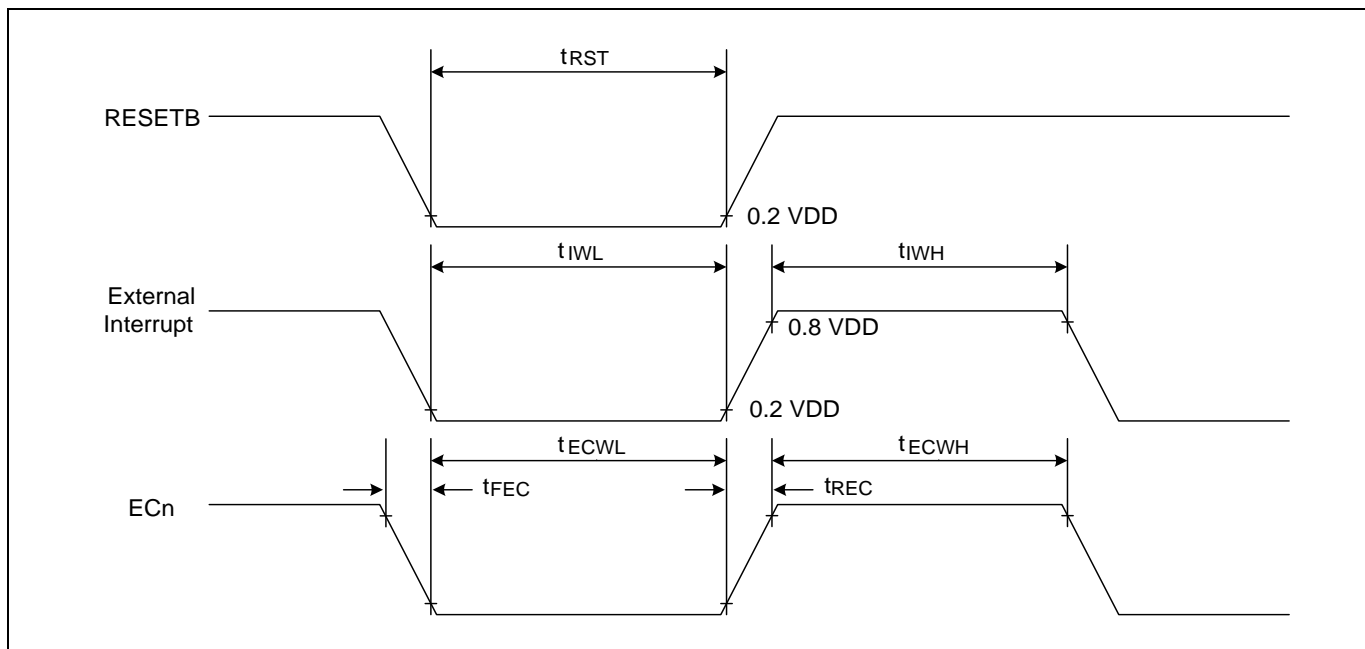 tRST
RESETB
0.2 VDD
tIWL
tIWH
External
Interrupt
0.8 VDD
0.2 VDD
tECWL
tECWH
tFEC
tREC
ECn